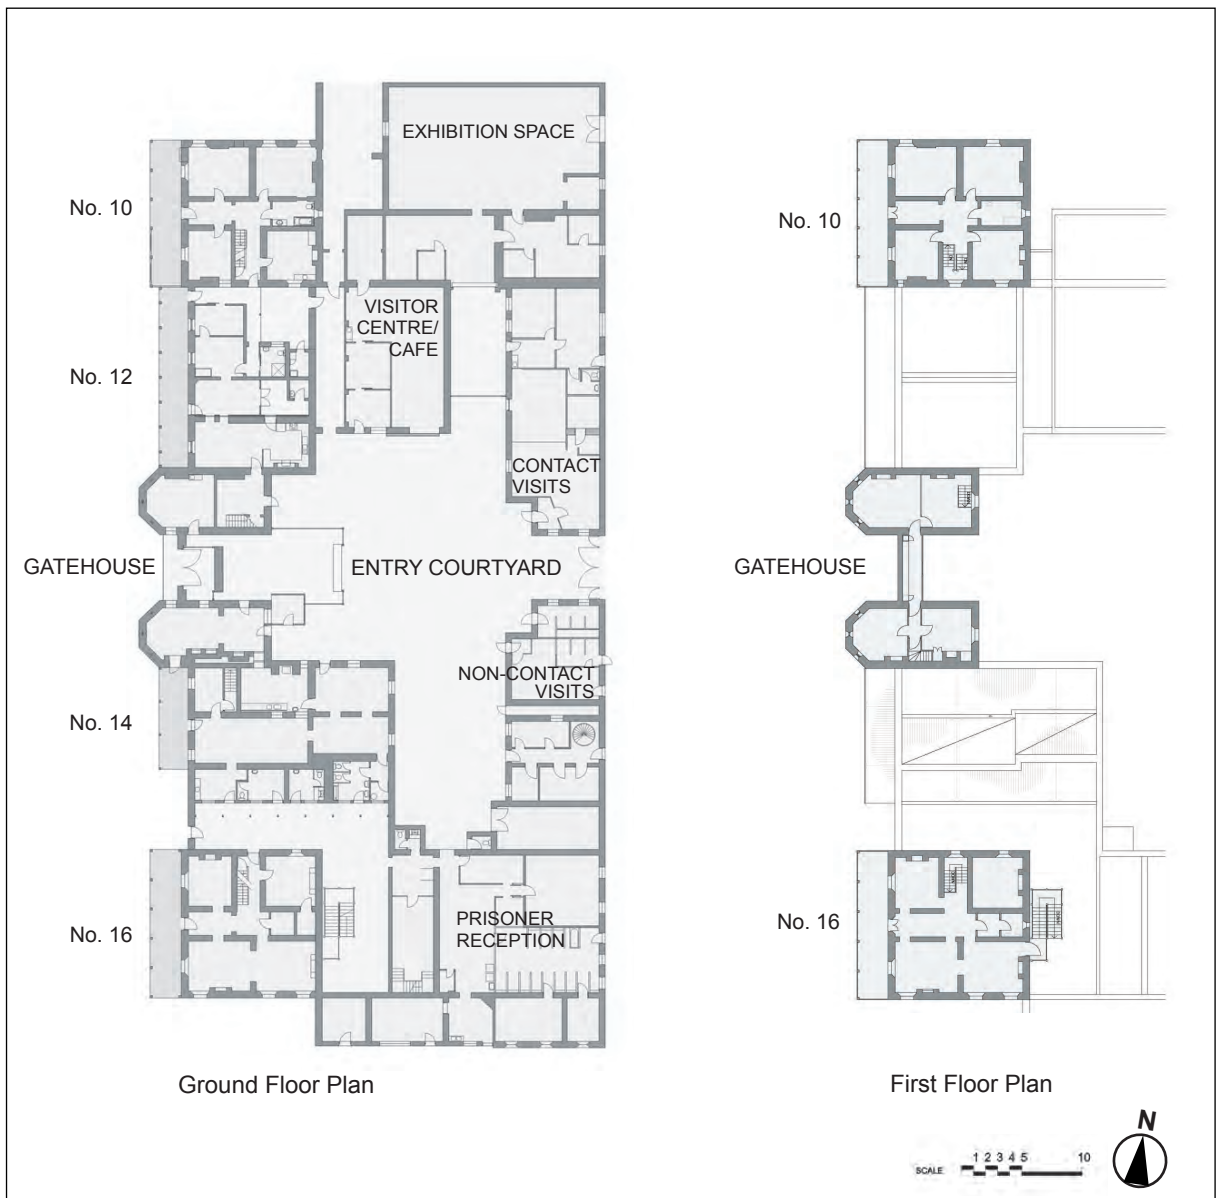 EXHIBITION SPACE
No. 10
VISITOR
CENTRE/
CAFE
No. 12
CONTACT
VISITS
GATEHOUSE
ENTRY COURTYARD
NON-CONTACT
VISITS
No. 14
PRISONER
RECEPTION
No. 16
Ground Floor Plan
No. 10
GATEHOUSE
No. 16
First Floor Plan
N
SCALE
1 2 3 4 5 10